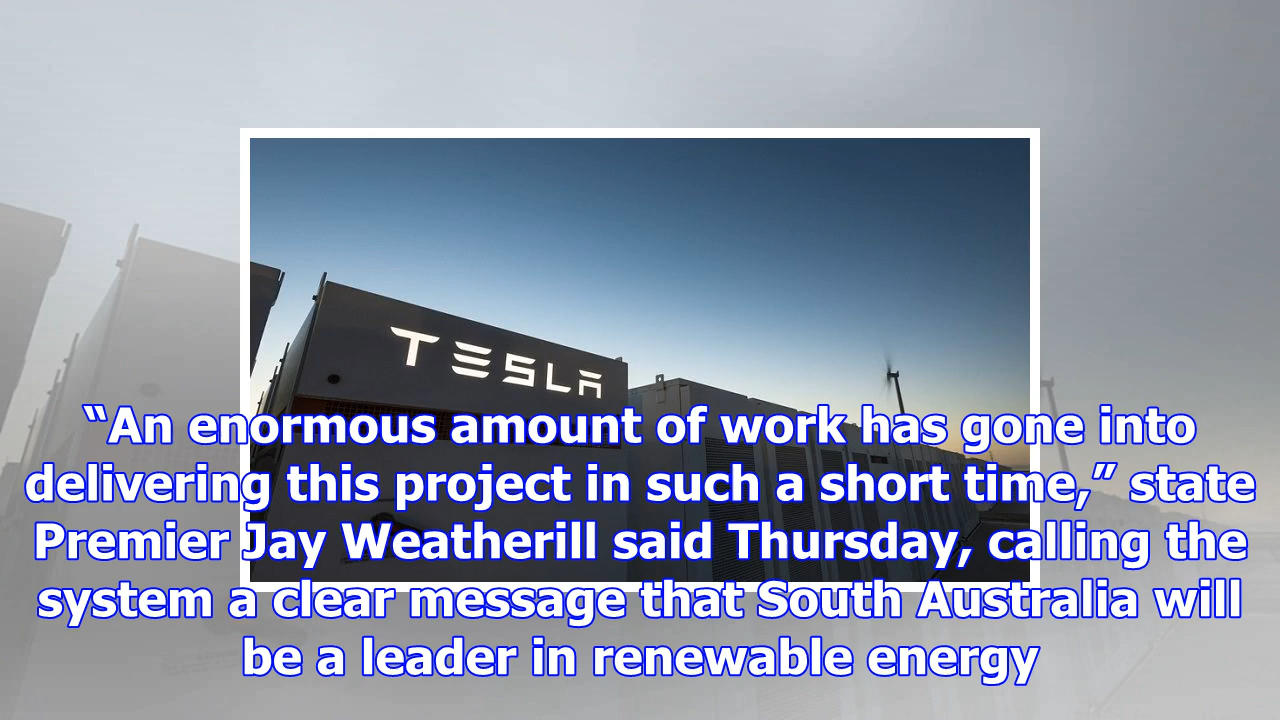 TESLA
“An enormous amount of work has gone into
delivering this project in such a short time,” state
Premier Jay Weatherill said Thursday, calling the
system a clear message that South Australia will
be a leader in renewable energy